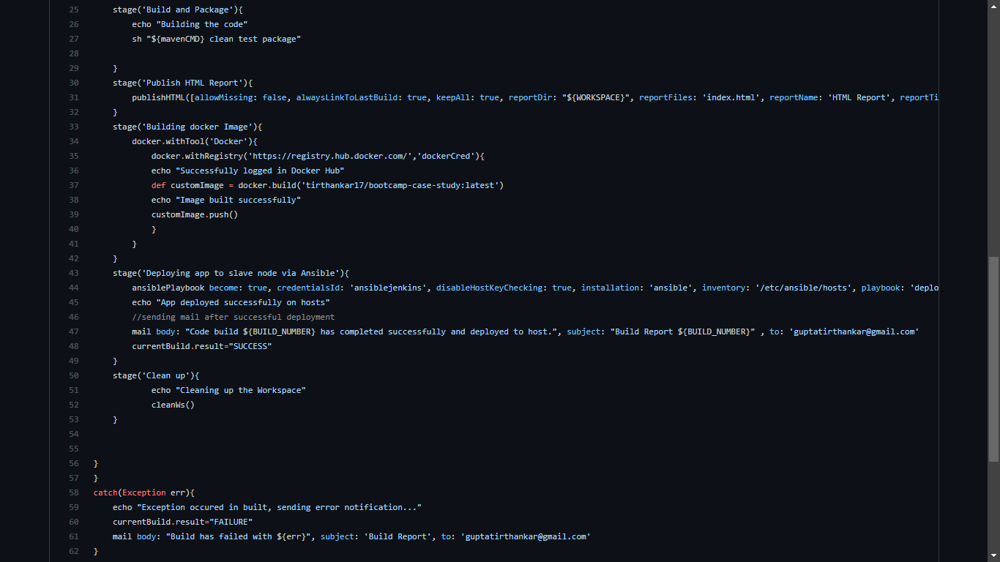 25 stage('Build and Package'){
26 echo "Building the code"
27 sh "${mavenCMD} clean test package"
28
29 }
30 stage('Publish HTML Report'){
31 publishHTML([allowMissing: false, alwaysLinkToLastBuild: true, keepAll: true, reportDir: "${WORKSPACE}", reportFiles: 'index.html', reportName: 'HTML Report', reportTi
32 }
33 stage('Building docker Image'){
34 docker.withTool('Docker'){
35 docker.withRegistry('https://registry.hub.docker.com/','dockerCred'){
36 echo "Successfully logged in Docker Hub"
37 def customImage = docker.build('tirthankar17/bootcamp-case-study:latest')
38 echo "Image built successfully"
39 customImage.push()
40 }
41 }
42 }
43 stage('Deploying app to slave node via Ansible'){
44 ansiblePlaybook become: true, credentialsId: 'ansiblejenkins', disableHostKeyChecking: true, installation: 'ansible', inventory: '/etc/ansible/hosts', playbook: 'deplo
45 echo "App deployed successfully on hosts"
46 //sending mail after successful deployment
47 mail body: "Code build ${BUILD_NUMBER} has completed successfully and deployed to host.", subject: "Build Report ${BUILD_NUMBER}" , to: 'guptatirthankar@gmail.com'
48 currentBuild.result="SUCCESS"
49 }
50 stage('Clean up'){
51 echo "Cleaning up the Workspace"
52 cleanWs()
53 }
54
55
56 }
57 }
58 catch(Exception err){
59 echo "Exception occured in built, sending error notification..."
60 currentBuild.result="FAILURE"
61 mail body: "Build has failed with ${err}", subject: 'Build Report', to: 'guptatirthankar@gmail.com'
62 }